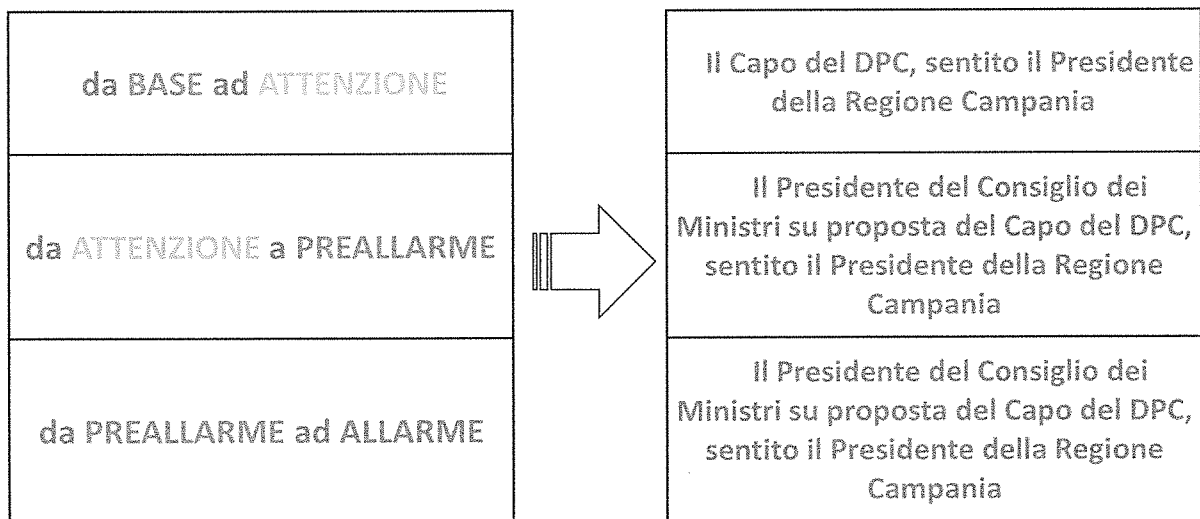 da BASE ad ATTENZIONE
Il Capo del DPC, sentito il Presidente
della Regione Campania
da ATTENZIONE a PREALLARME
Il Presidente del Consiglio dei
Ministri su proposta del Capo del DPC,
sentito il Presidente della Regione
Campania
da PREALLARME ad ALLARME
Il Presidente del Consiglio dei
Ministri su proposta del Capo del DPC,
sentito il Presidente della Regione
Campania